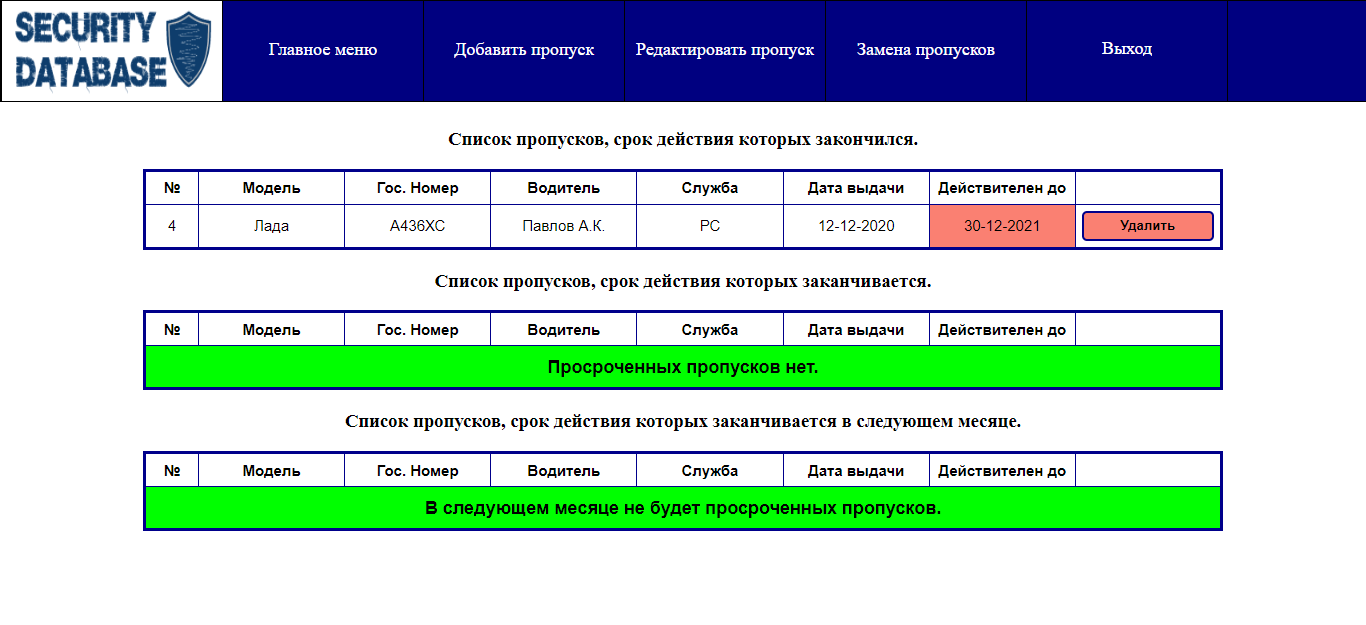 SECURITY
DATABASE
Главное меню Добавить пропуск Редактировать пропуск Замена пропусков Выход
Список пропусков, срок действия которых закончился.
№ Модель Гос. Номер Водитель Служба Дата выдачи Действителен до
4 Лада А436ХС Павлов А.К. РС 12-12-2020 30-12-2021 Удалить
Список пропусков, срок действия которых заканчивается.
№ Модель Гос. Номер Водитель Служба Дата выдачи Действителен до
Просроченных пропусков нет.
Список пропусков, срок действия которых заканчивается в следующем месяце.
№ Модель Гос. Номер Водитель Служба Дата выдачи Действителен до
В следующем месяце не будет просроченных пропусков.